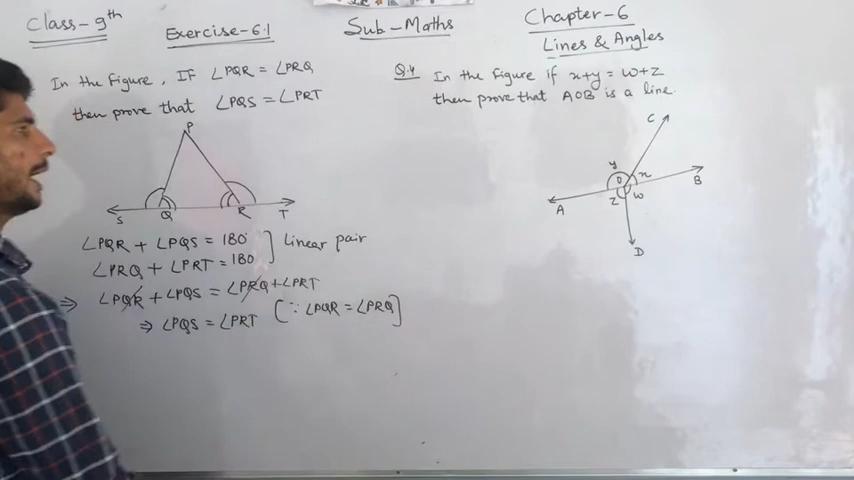 Class - 9th
Exercise-6.1
Sub - Maths
Chapter-6
Lines & Angles
In the figure, IF ∠PQR = ∠PRQ
then prove that ∠PQS = ∠PRT
P
S
Q
R
T
∠PQR + ∠PQS = 180° ] Linear pair
∠PRQ + ∠PRT = 180
⇒ ∠PQR + ∠PQS = ∠PRQ + ∠PRT
⇒ ∠PQS = ∠PRT [∵ ∠PQR = ∠PRQ]
Q.4 In the figure if x+y = w+z
then prove that AOB is a line.
C
y
O
x
B
A
z
w
D